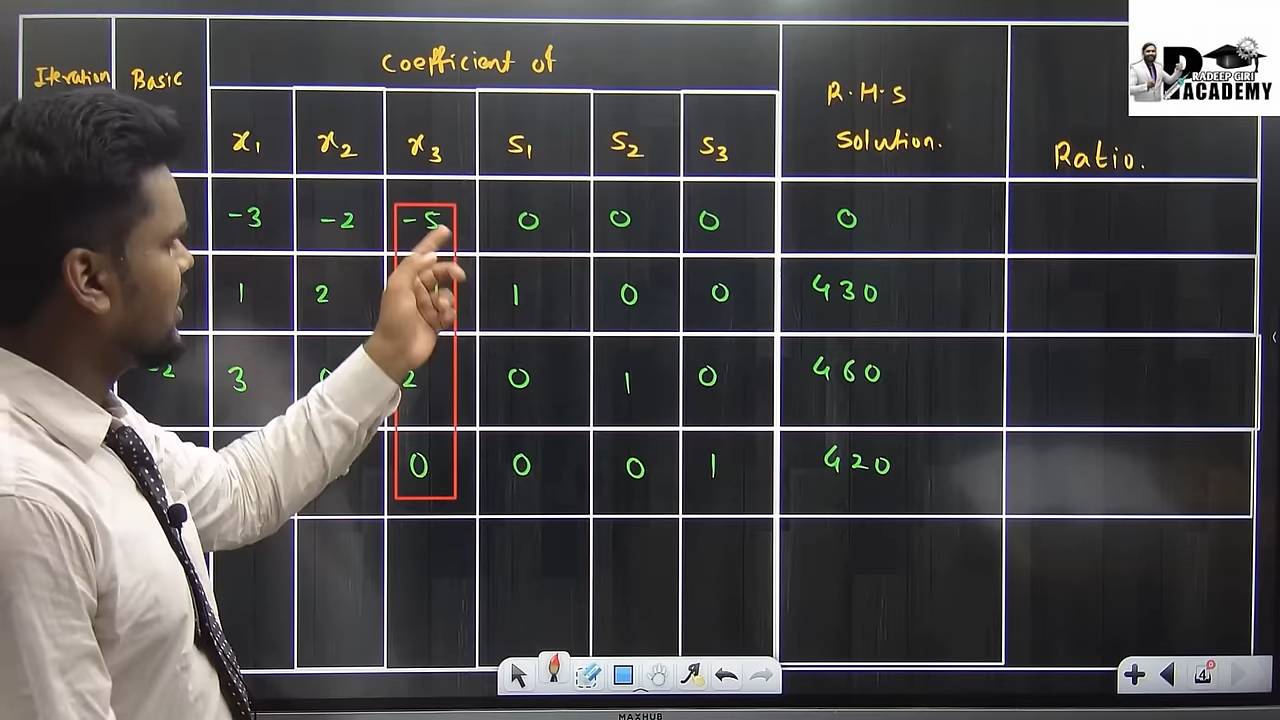 coefficient of
Iteration Basic
R.H.S
x₁ x₂ x₃ S₁ S₂ S₃ Solution. Ratio.
-3 -2 -5 0 0 0 0
1 2 1 0 0 430
3 2 0 1 0 460
0 0 0 1 420
RADEEP GIRI
ACADEMY
4
MAXHUB